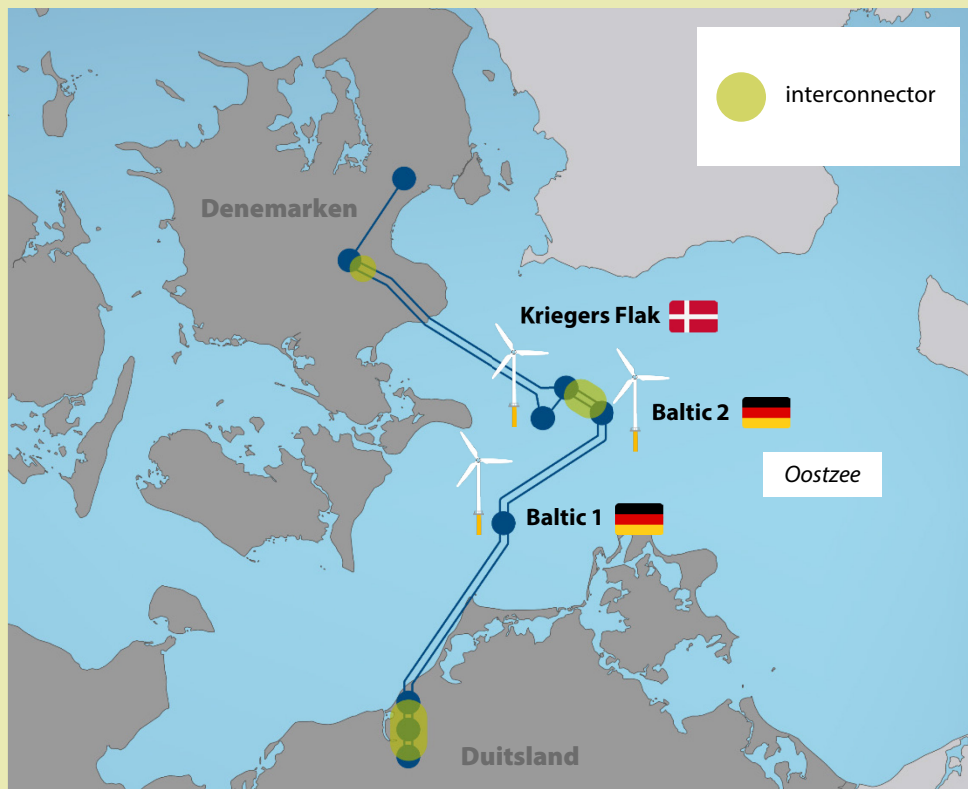 interconnector
Denemarken
Kriegers Flak
Baltic 2
Oostzee
Baltic 1
Duitsland